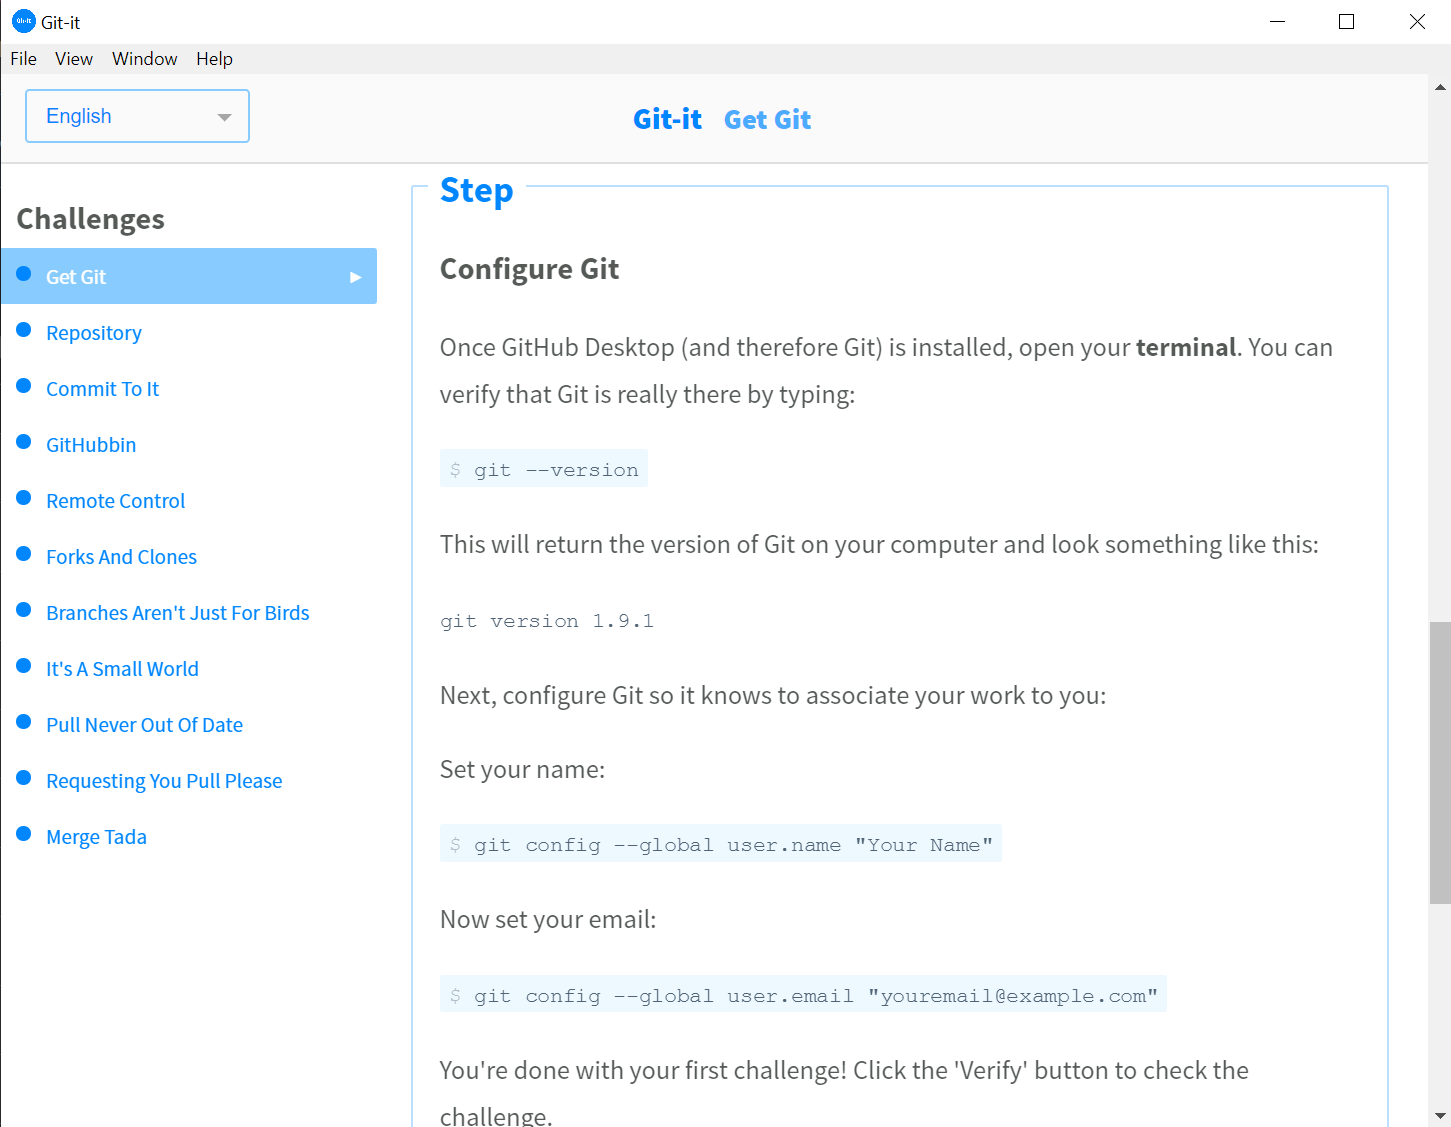 Git-it
File View Window Help
English
Git-it Get Git
Challenges
Get Git
Repository
Commit To It
GitHubbin
Remote Control
Forks And Clones
Branches Aren't Just For Birds
It's A Small World
Pull Never Out Of Date
Requesting You Pull Please
Merge Tada
Step
Configure Git
Once GitHub Desktop (and therefore Git) is installed, open your terminal. You can
verify that Git is really there by typing:
$ git --version
This will return the version of Git on your computer and look something like this:
git version 1.9.1
Next, configure Git so it knows to associate your work to you:
Set your name:
$ git config --global user.name "Your Name"
Now set your email:
$ git config --global user.email "youremail@example.com"
You're done with your first challenge! Click the 'Verify' button to check the
challenge.